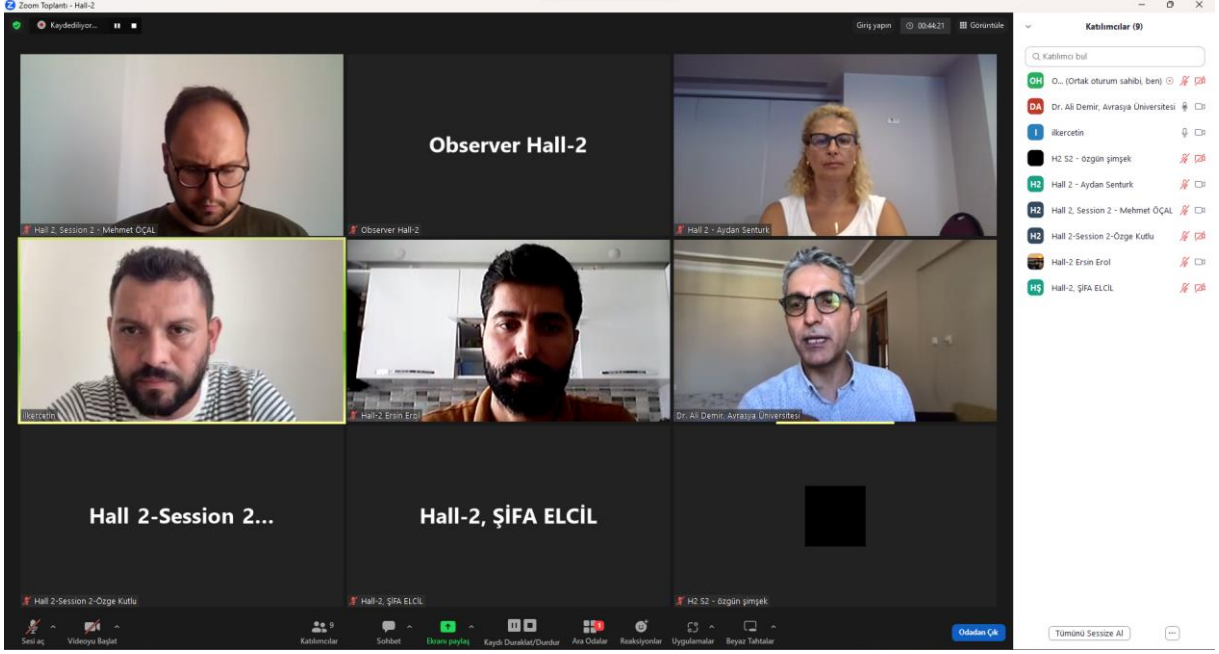 Zoom Toplantı - Hall-2
Kaydediliyor...
Giriş yapın
00:44:21
Görüntüle
Hall 2, Session 2 - Mehmet ÖÇAL
Observer Hall-2
Observer Hall-2
Hall 2 - Aydan Senturk
ilkercetin
Hall-2 Ersin Erol
Dr. Ali Demir, Avrasya Üniversitesi
Hall 2-Session 2...
Hall 2-Session 2-Özge Kutlu
Hall-2, ŞİFA ELCİL
Hall-2, ŞİFA ELCİL
H2 S2 - özgün şimşek
Sesi aç
Videoyu Başlat
9
Katılımcılar
Sohbet
Ekranı paylaş
Kaydı Duraklat/Durdur
1
Ara Odalar
Reaksiyonlar
Uygulamalar
Beyaz Tahtalar
Odadan Çık
Katılımcılar (9)
Katılımcı bul
OH O... (Ortak oturum sahibi, ben)
DA Dr. Ali Demir, Avrasya Üniversitesi
I ilkercetin
H2 S2 - özgün şimşek
H2 Hall 2 - Aydan Senturk
H2 Hall 2, Session 2 - Mehmet ÖÇAL
H2 Hall 2-Session 2-Özge Kutlu
Hall-2 Ersin Erol
HŞ Hall-2, ŞİFA ELCİL
Tümünü Sessize Al